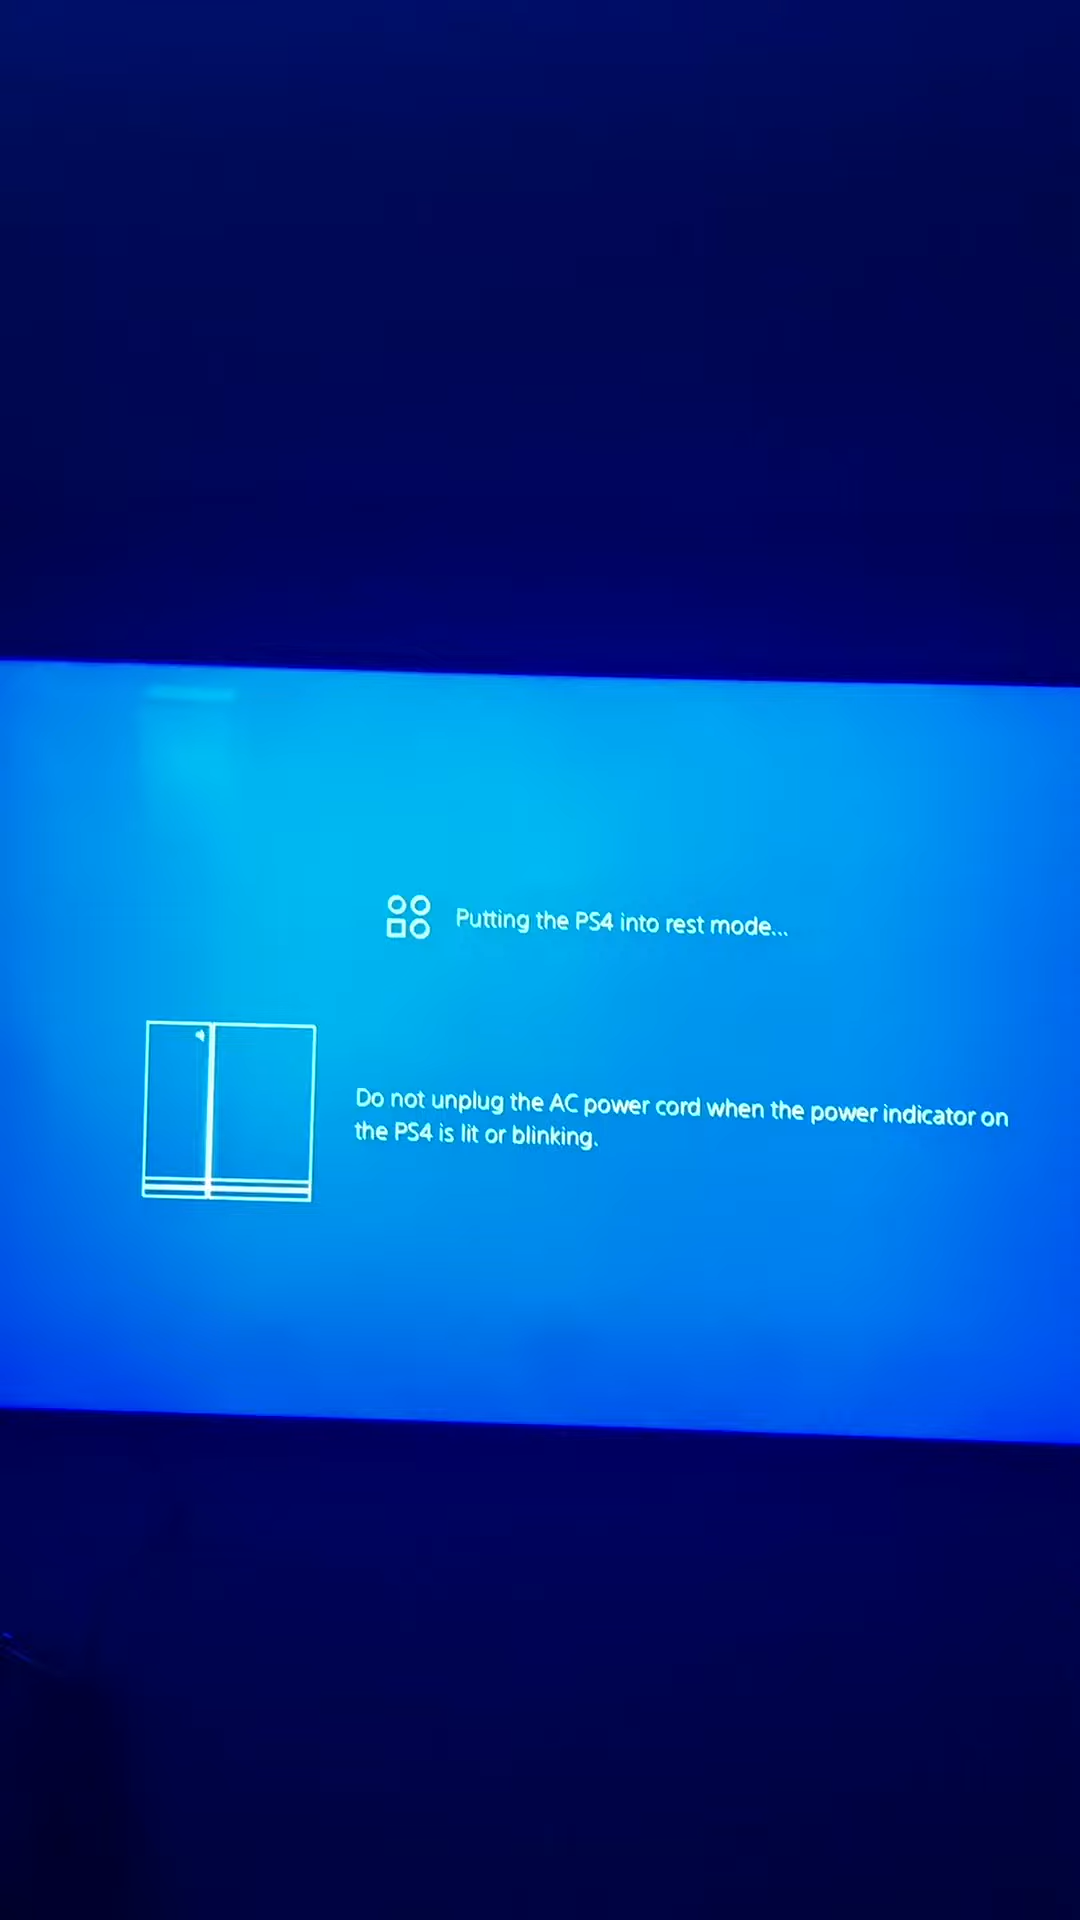 Putting the PS4 into rest mode...
Do not unplug the AC power cord when the power indicator on
the PS4 is lit or blinking.